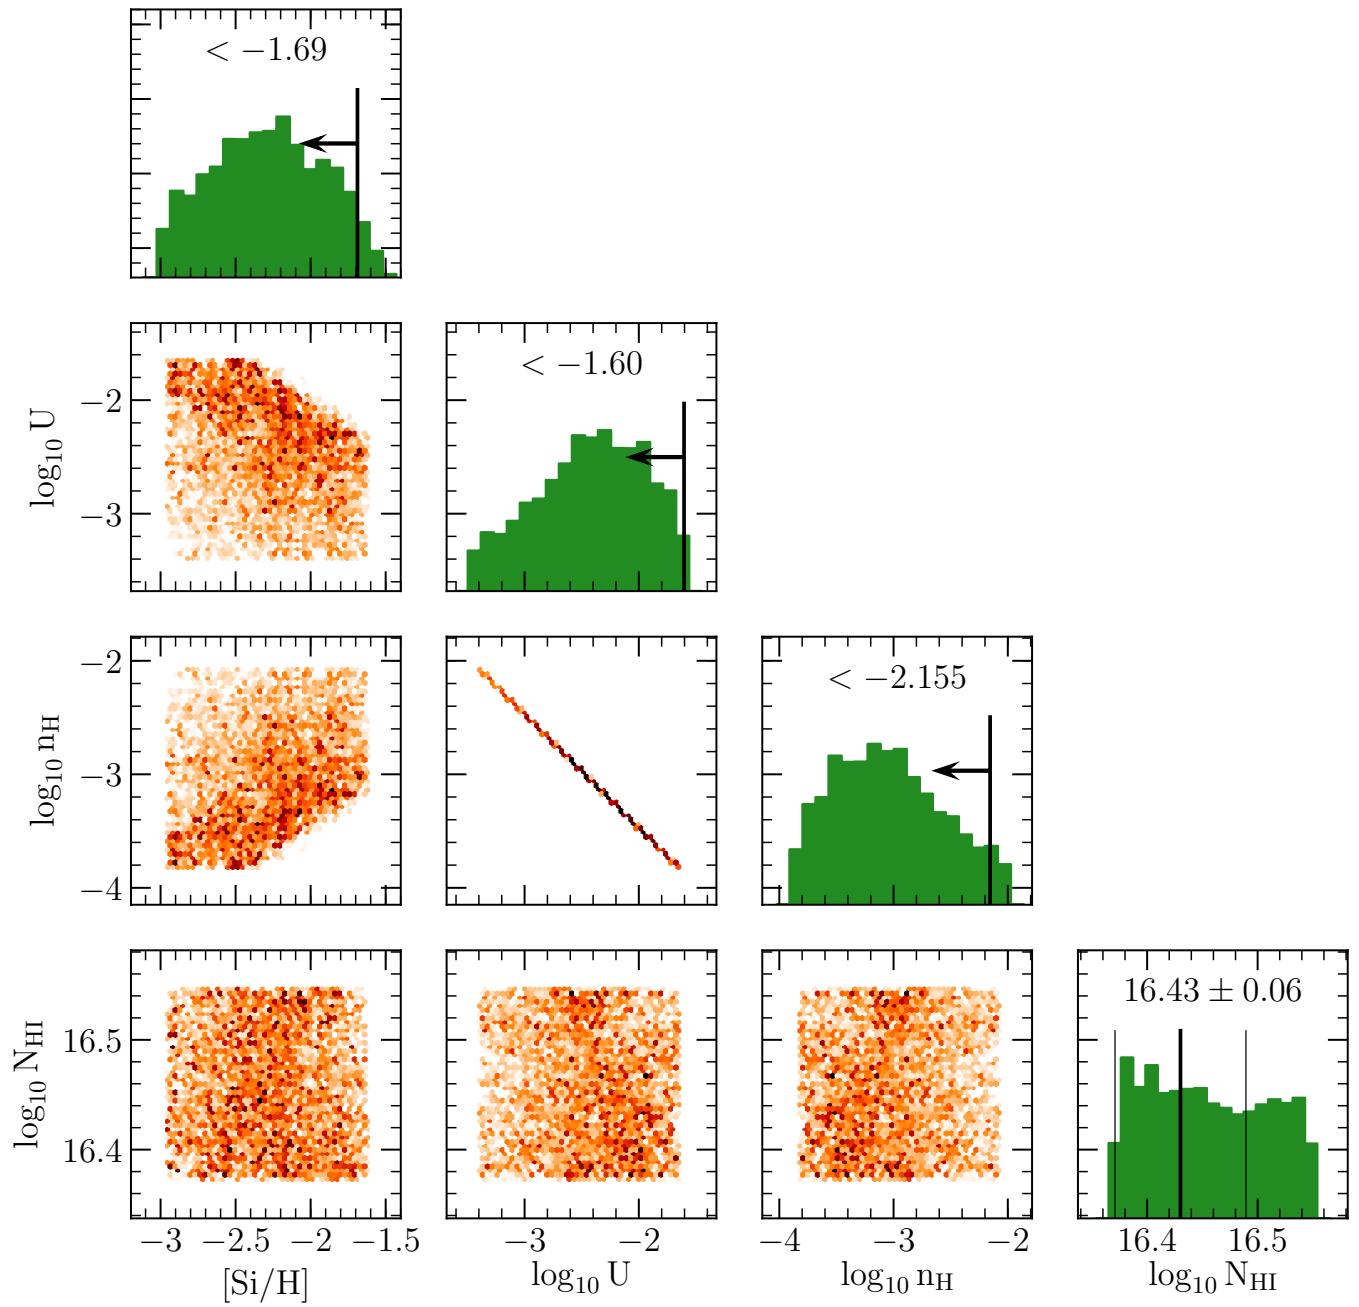 < −1.69
< −1.60
log₁₀ U
−2
−3
< −2.155
log₁₀ n_H
−2
−3
−4
16.43 ± 0.06
log₁₀ N_HI
16.5
16.4
−3 −2.5 −2 −1.5
−3 −2
−4 −3 −2
16.4 16.5
[Si/H]
log₁₀ U
log₁₀ n_H
log₁₀ N_HI